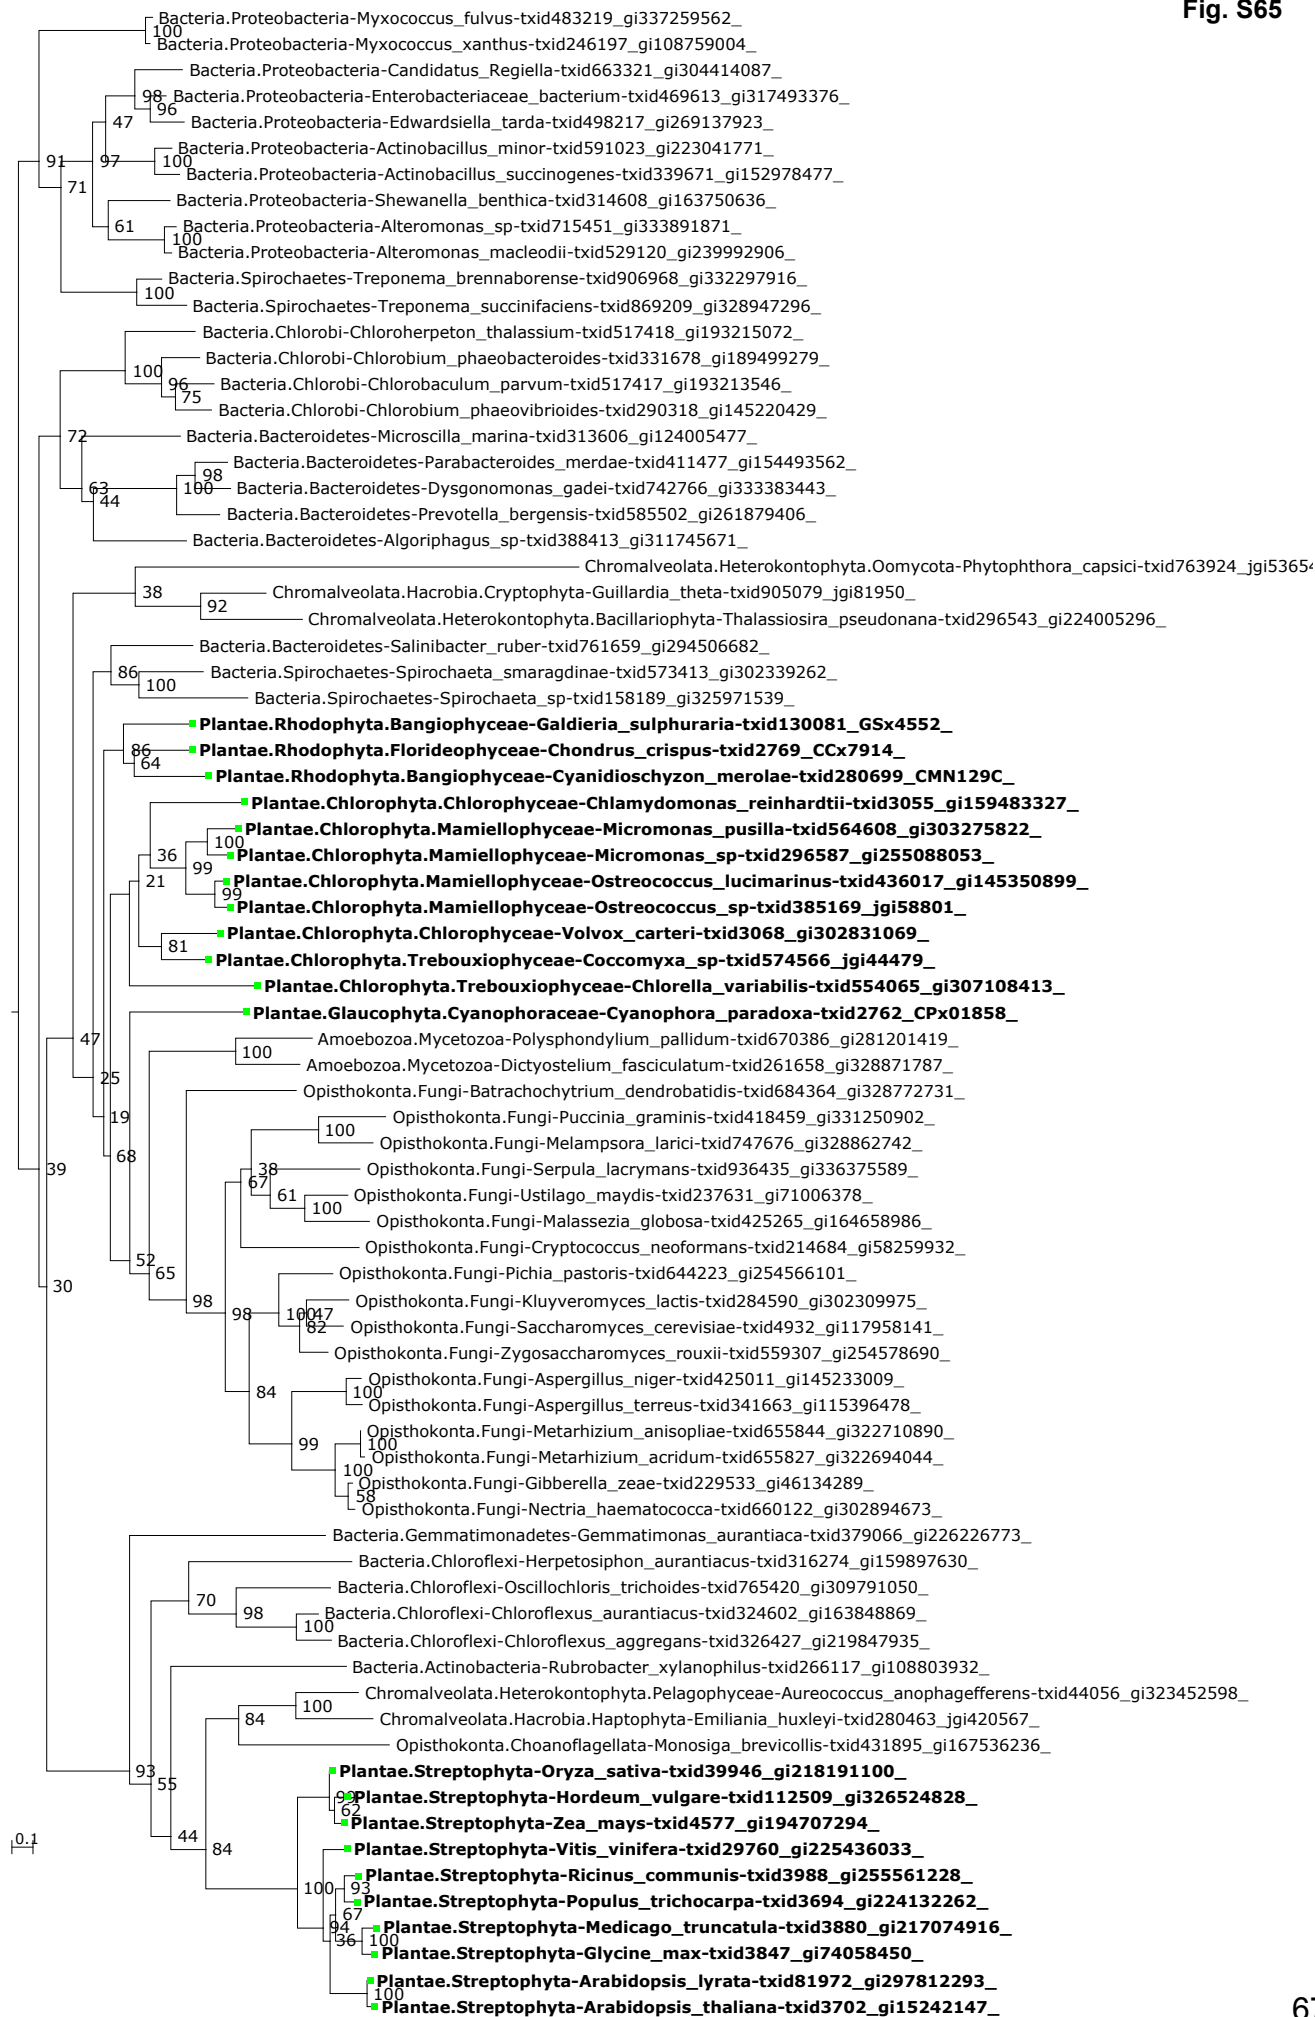 Fig. S65
Bacteria.Proteobacteria-Myxococcus_fulvus-txid483219_gi337259562_
100
Bacteria.Proteobacteria-Myxococcus_xanthus-txid246197_gi108759004_
Bacteria.Proteobacteria-Candidatus_Regiella-txid663321_gi304414087_
98 Bacteria.Proteobacteria-Enterobacteriaceae_bacterium-txid469613_gi317493376_
96
47 Bacteria.Proteobacteria-Edwardsiella_tarda-txid498217_gi269137923_
Bacteria.Proteobacteria-Actinobacillus_minor-txid591023_gi223041771_
91 97 100
Bacteria.Proteobacteria-Actinobacillus_succinogenes-txid339671_gi152978477_
71
Bacteria.Proteobacteria-Shewanella_benthica-txid314608_gi163750636_
61 Bacteria.Proteobacteria-Alteromonas_sp-txid715451_gi333891871_
100
Bacteria.Proteobacteria-Alteromonas_macleodii-txid529120_gi239992906_
Bacteria.Spirochaetes-Treponema_brennaborense-txid906968_gi332297916_
100
Bacteria.Spirochaetes-Treponema_succinifaciens-txid869209_gi328947296_
Bacteria.Chlorobi-Chloroherpeton_thalassium-txid517418_gi193215072_
Bacteria.Chlorobi-Chlorobium_phaeobacteroides-txid331678_gi189499279_
100
96 Bacteria.Chlorobi-Chlorobaculum_parvum-txid517417_gi193213546_
75
Bacteria.Chlorobi-Chlorobium_phaeovibrioides-txid290318_gi145220429_
72 Bacteria.Bacteroidetes-Microscilla_marina-txid313606_gi124005477_
Bacteria.Bacteroidetes-Parabacteroides_merdae-txid411477_gi154493562_
98
63 100 Bacteria.Bacteroidetes-Dysgonomonas_gadei-txid742766_gi333383443_
44
Bacteria.Bacteroidetes-Prevotella_bergensis-txid585502_gi261879406_
Bacteria.Bacteroidetes-Algoriphagus_sp-txid388413_gi311745671_
Chromalveolata.Heterokontophyta.Oomycota-Phytophthora_capsici-txid763924_jgi5365
38 Chromalveolata.Hacrobia.Cryptophyta-Guillardia_theta-txid905079_jgi81950_
92
Chromalveolata.Heterokontophyta.Bacillariophyta-Thalassiosira_pseudonana-txid296543_gi224005296_
Bacteria.Bacteroidetes-Salinibacter_ruber-txid761659_gi294506682_
86 Bacteria.Spirochaetes-Spirochaeta_smaragdinae-txid573413_gi302339262_
100
Bacteria.Spirochaetes-Spirochaeta_sp-txid158189_gi325971539_
Plantae.Rhodophyta.Bangiophyceae-Galdieria_sulphuraria-txid130081_GSx4552_
86 Plantae.Rhodophyta.Florideophyceae-Chondrus_crispus-txid2769_CCx7914_
64
Plantae.Rhodophyta.Bangiophyceae-Cyanidioschyzon_merolae-txid280699_CMN129C_
Plantae.Chlorophyta.Chlorophyceae-Chlamydomonas_reinhardtii-txid3055_gi159483327_
Plantae.Chlorophyta.Mamiellophyceae-Micromonas_pusilla-txid564608_gi303275822_
100
36 Plantae.Chlorophyta.Mamiellophyceae-Micromonas_sp-txid296587_gi255088053_
99
21 Plantae.Chlorophyta.Mamiellophyceae-Ostreococcus_lucimarinus-txid436017_gi145350899_
99
Plantae.Chlorophyta.Mamiellophyceae-Ostreococcus_sp-txid385169_jgi58801_
Plantae.Chlorophyta.Chlorophyceae-Volvox_carteri-txid3068_gi302831069_
81
Plantae.Chlorophyta.Trebouxiophyceae-Coccomyxa_sp-txid574566_jgi44479_
Plantae.Chlorophyta.Trebouxiophyceae-Chlorella_variabilis-txid554065_gi307108413_
Plantae.Glaucophyta.Cyanophoraceae-Cyanophora_paradoxa-txid2762_CPx01858_
47 Amoebozoa.Mycetozoa-Polysphondylium_pallidum-txid670386_gi281201419_
100
Amoebozoa.Mycetozoa-Dictyostelium_fasciculatum-txid261658_gi328871787_
25
Opisthokonta.Fungi-Batrachochytrium_dendrobatidis-txid684364_gi328772731_
19 Opisthokonta.Fungi-Puccinia_graminis-txid418459_gi331250902_
100
Opisthokonta.Fungi-Melampsora_larici-txid747676_gi328862742_
68
39 38 Opisthokonta.Fungi-Serpula_lacrymans-txid936435_gi336375589_
67
61 Opisthokonta.Fungi-Ustilago_maydis-txid237631_gi71006378_
100
Opisthokonta.Fungi-Malassezia_globosa-txid425265_gi164658986_
Opisthokonta.Fungi-Cryptococcus_neoformans-txid214684_gi58259932_
52
65 Opisthokonta.Fungi-Pichia_pastoris-txid644223_gi254566101_
30
98 Opisthokonta.Fungi-Kluyveromyces_lactis-txid284590_gi302309975_
98 100 47
82 Opisthokonta.Fungi-Saccharomyces_cerevisiae-txid4932_gi117958141_
Opisthokonta.Fungi-Zygosaccharomyces_rouxii-txid559307_gi254578690_
Opisthokonta.Fungi-Aspergillus_niger-txid425011_gi145233009_
84 100
Opisthokonta.Fungi-Aspergillus_terreus-txid341663_gi115396478_
Opisthokonta.Fungi-Metarhizium_anisopliae-txid655844_gi322710890_
99 100
Opisthokonta.Fungi-Metarhizium_acridum-txid655827_gi322694044_
100
Opisthokonta.Fungi-Gibberella_zeae-txid229533_gi46134289_
58
Opisthokonta.Fungi-Nectria_haematococca-txid660122_gi302894673_
Bacteria.Gemmatimonadetes-Gemmatimonas_aurantiaca-txid379066_gi226226773_
Bacteria.Chloroflexi-Herpetosiphon_aurantiacus-txid316274_gi159897630_
Bacteria.Chloroflexi-Oscillochloris_trichoides-txid765420_gi309791050_
70
98 Bacteria.Chloroflexi-Chloroflexus_aurantiacus-txid324602_gi163848869_
100
Bacteria.Chloroflexi-Chloroflexus_aggregans-txid326427_gi219847935_
Bacteria.Actinobacteria-Rubrobacter_xylanophilus-txid266117_gi108803932_
Chromalveolata.Heterokontophyta.Pelagophyceae-Aureococcus_anophagefferens-txid44056_gi323452598_
100
84 Chromalveolata.Hacrobia.Haptophyta-Emiliania_huxleyi-txid280463_jgi420567_
Opisthokonta.Choanoflagellata-Monosiga_brevicollis-txid431895_gi167536236_
93 Plantae.Streptophyta-Oryza_sativa-txid39946_gi218191100_
55
99 Plantae.Streptophyta-Hordeum_vulgare-txid112509_gi326524828_
62
Plantae.Streptophyta-Zea_mays-txid4577_gi194707294_
44
0.1 84 Plantae.Streptophyta-Vitis_vinifera-txid29760_gi225436033_
Plantae.Streptophyta-Ricinus_communis-txid3988_gi255561228_
100 93
Plantae.Streptophyta-Populus_trichocarpa-txid3694_gi224132262_
67
94 Plantae.Streptophyta-Medicago_truncatula-txid3880_gi217074916_
36 100
Plantae.Streptophyta-Glycine_max-txid3847_gi74058450_
Plantae.Streptophyta-Arabidopsis_lyrata-txid81972_gi297812293_
100
Plantae.Streptophyta-Arabidopsis_thaliana-txid3702_gi15242147_